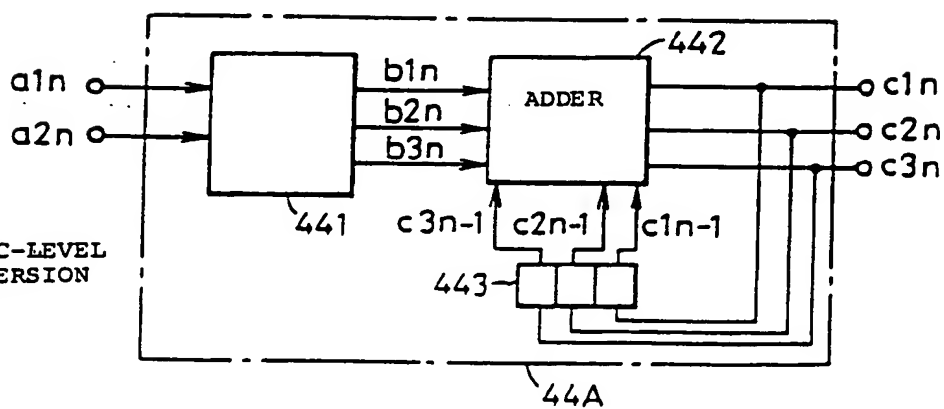 442
a1n
b1n
ADDER
c1n
a2n
b2n
c2n
b3n
c3n
441
c3n-1
c2n-1
c1n-1
C-LEVEL
ERSION
443
44A